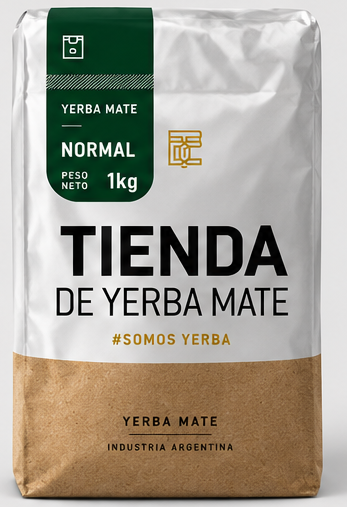 YERBA MATE
NORMAL
PESO
NETO 1kg
TIENDA
DE YERBA MATE
#SOMOS YERBA
YERBA MATE
INDUSTRIA ARGENTINA